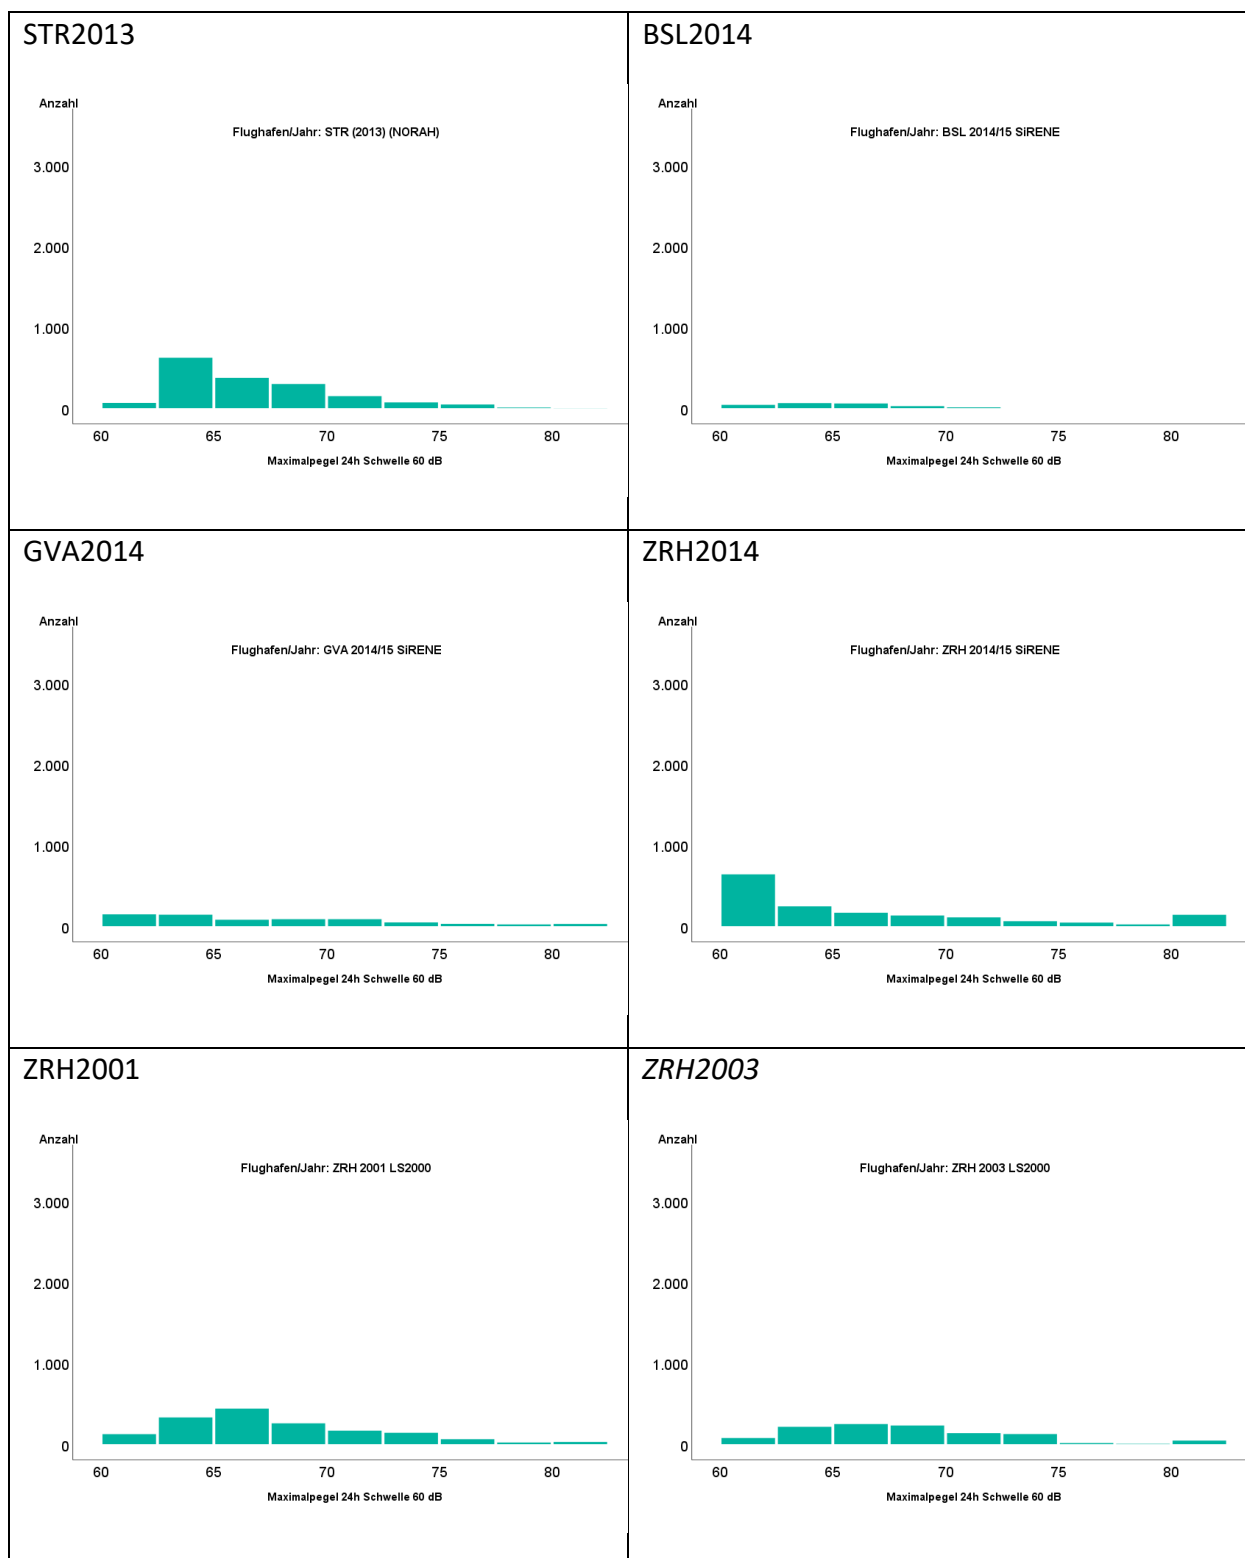 STR2013
Anzahl
Flughafen/Jahr: STR (2013) (NORAH)
3.000
2.000
1.000
0
60 65 70 75 80
Maximalpegel 24h Schwelle 60 dB
BSL2014
Anzahl
Flughafen/Jahr: BSL 2014/15 SiRENE
3.000
2.000
1.000
0
60 65 70 75 80
Maximalpegel 24h Schwelle 60 dB
GVA2014
Anzahl
Flughafen/Jahr: GVA 2014/15 SiRENE
3.000
2.000
1.000
0
60 65 70 75 80
Maximalpegel 24h Schwelle 60 dB
ZRH2014
Anzahl
Flughafen/Jahr: ZRH 2014/15 SiRENE
3.000
2.000
1.000
0
60 65 70 75 80
Maximalpegel 24h Schwelle 60 dB
ZRH2001
Anzahl
Flughafen/Jahr: ZRH 2001 LS2000
3.000
2.000
1.000
0
60 65 70 75 80
Maximalpegel 24h Schwelle 60 dB
ZRH2003
Anzahl
Flughafen/Jahr: ZRH 2003 LS2000
3.000
2.000
1.000
0
60 65 70 75 80
Maximalpegel 24h Schwelle 60 dB